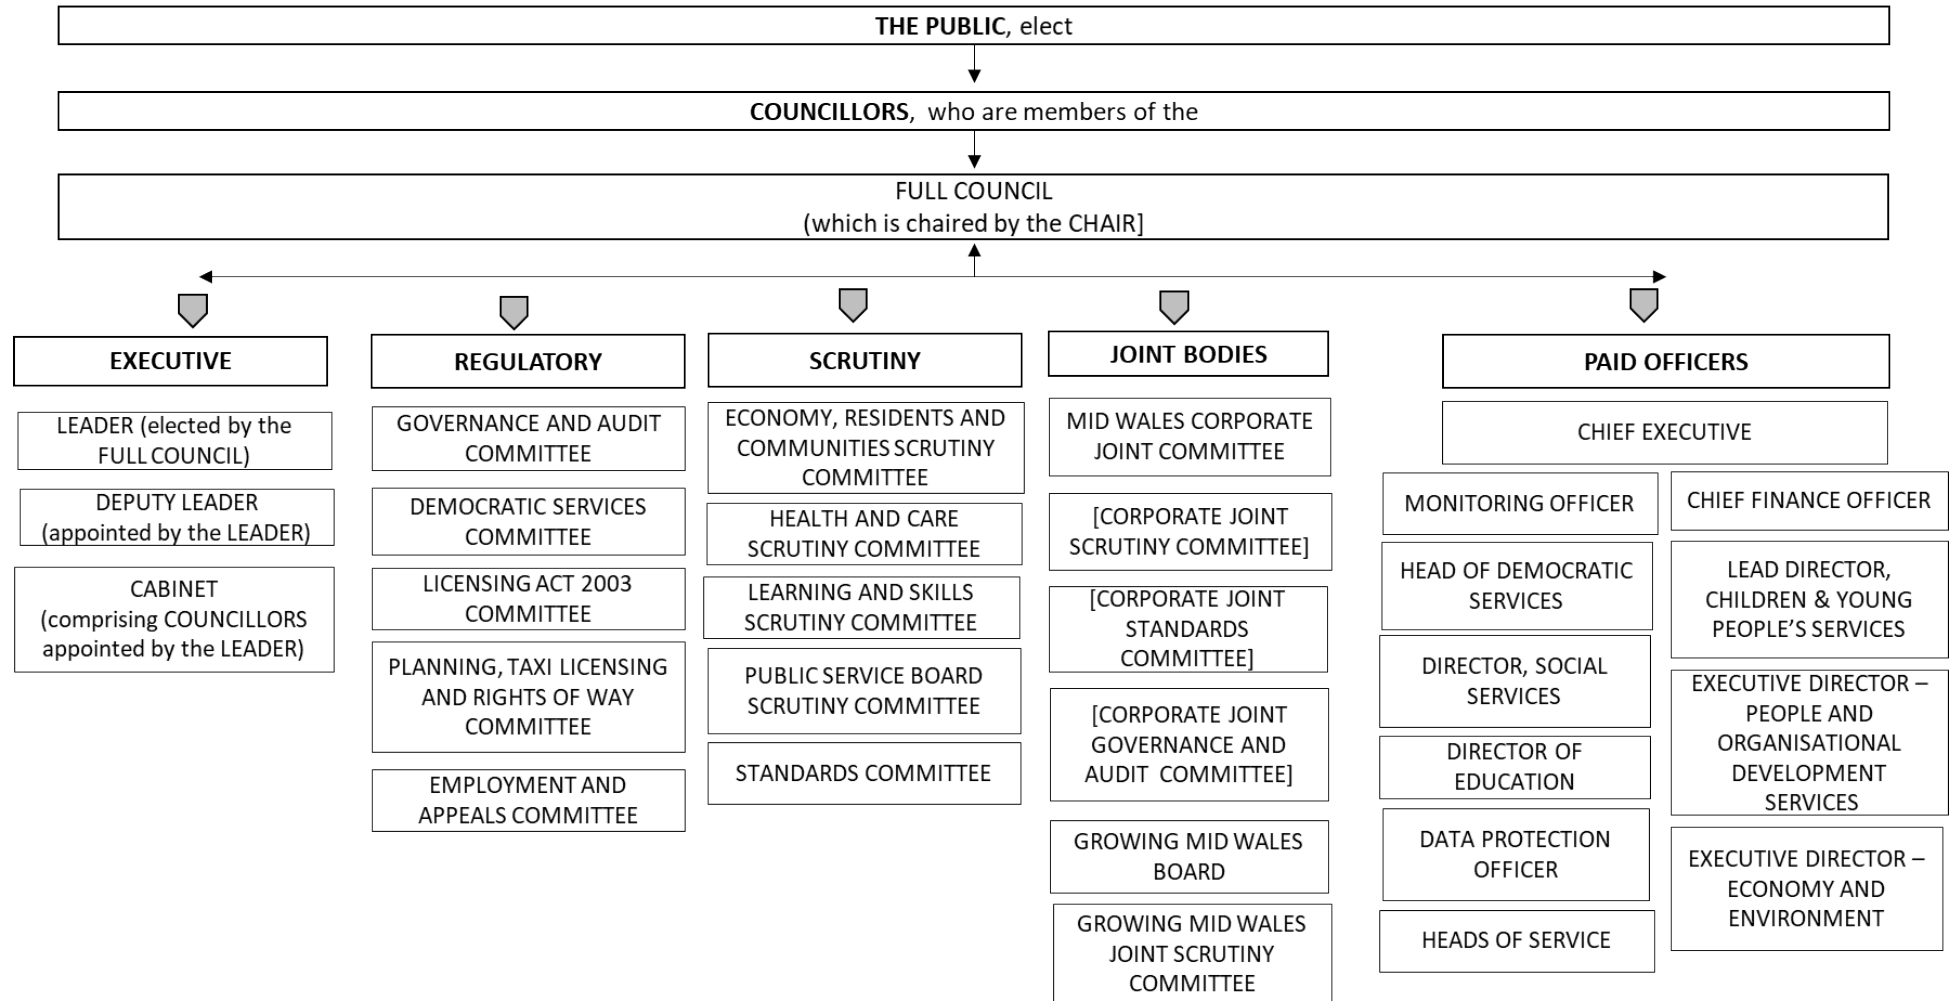 THE PUBLIC, elect
COUNCILLORS, who are members of the
FULL COUNCIL
(which is chaired by the CHAIR]
EXECUTIVE
LEADER (elected by the
FULL COUNCIL)
DEPUTY LEADER
(appointed by the LEADER)
CABINET
(comprising COUNCILLORS
appointed by the LEADER)
REGULATORY
GOVERNANCE AND AUDIT
COMMITTEE
DEMOCRATIC SERVICES
COMMITTEE
LICENSING ACT 2003
COMMITTEE
PLANNING, TAXI LICENSING
AND RIGHTS OF WAY
COMMITTEE
EMPLOYMENT AND
APPEALS COMMITTEE
SCRUTINY
ECONOMY, RESIDENTS AND
COMMUNITIES SCRUTINY
COMMITTEE
HEALTH AND CARE
SCRUTINY COMMITTEE
LEARNING AND SKILLS
SCRUTINY COMMITTEE
PUBLIC SERVICE BOARD
SCRUTINY COMMITTEE
STANDARDS COMMITTEE
JOINT BODIES
MID WALES CORPORATE
JOINT COMMITTEE
[CORPORATE JOINT
SCRUTINY COMMITTEE]
[CORPORATE JOINT
STANDARDS
COMMITTEE]
[CORPORATE JOINT
GOVERNANCE AND
AUDIT COMMITTEE]
GROWING MID WALES
BOARD
GROWING MID WALES
JOINT SCRUTINY
COMMITTEE
PAID OFFICERS
CHIEF EXECUTIVE
MONITORING OFFICER
HEAD OF DEMOCRATIC
SERVICES
DIRECTOR, SOCIAL
SERVICES
DIRECTOR OF
EDUCATION
DATA PROTECTION
OFFICER
HEADS OF SERVICE
CHIEF FINANCE OFFICER
LEAD DIRECTOR,
CHILDREN & YOUNG
PEOPLE’S SERVICES
EXECUTIVE DIRECTOR –
PEOPLE AND
ORGANISATIONAL
DEVELOPMENT
SERVICES
EXECUTIVE DIRECTOR –
ECONOMY AND
ENVIRONMENT